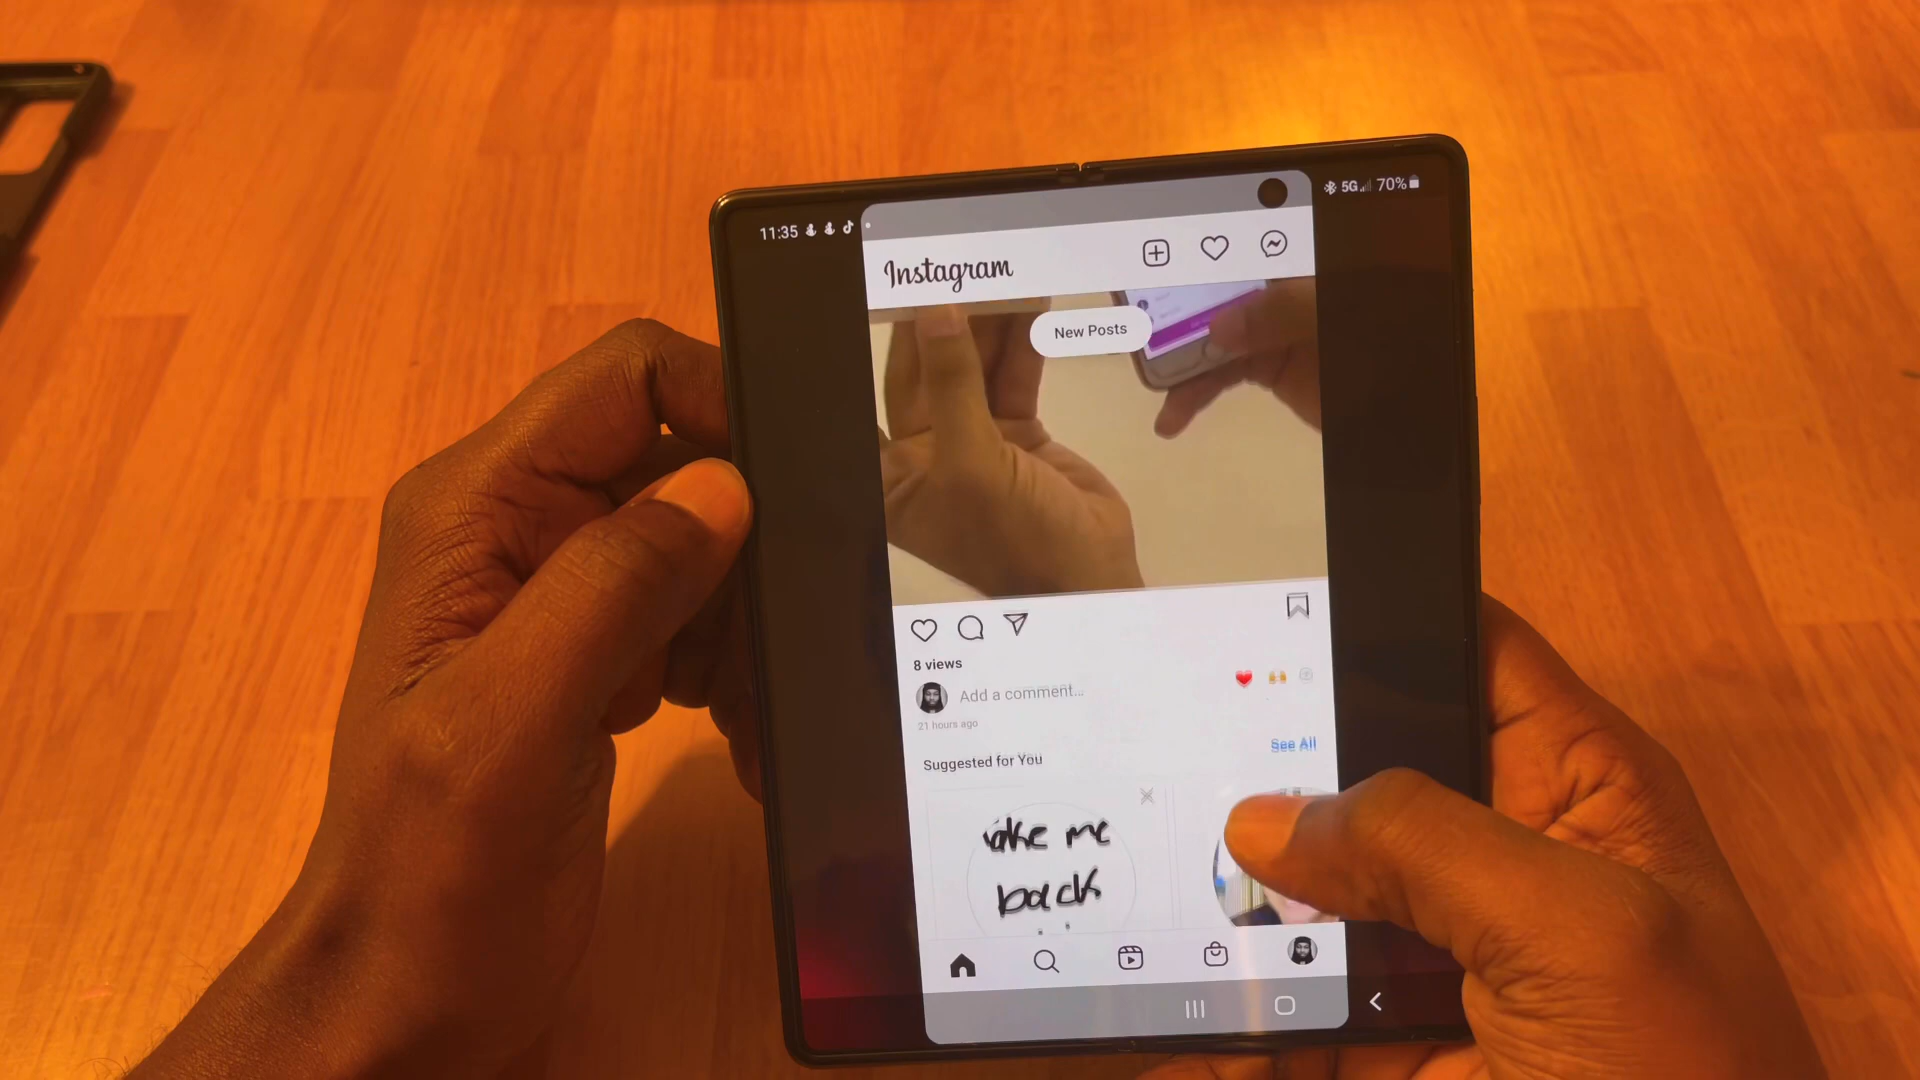 11:35
5G 70%
Instagram
New Posts
8 views
Add a comment...
21 hours ago
Suggested for You
See All
me
back